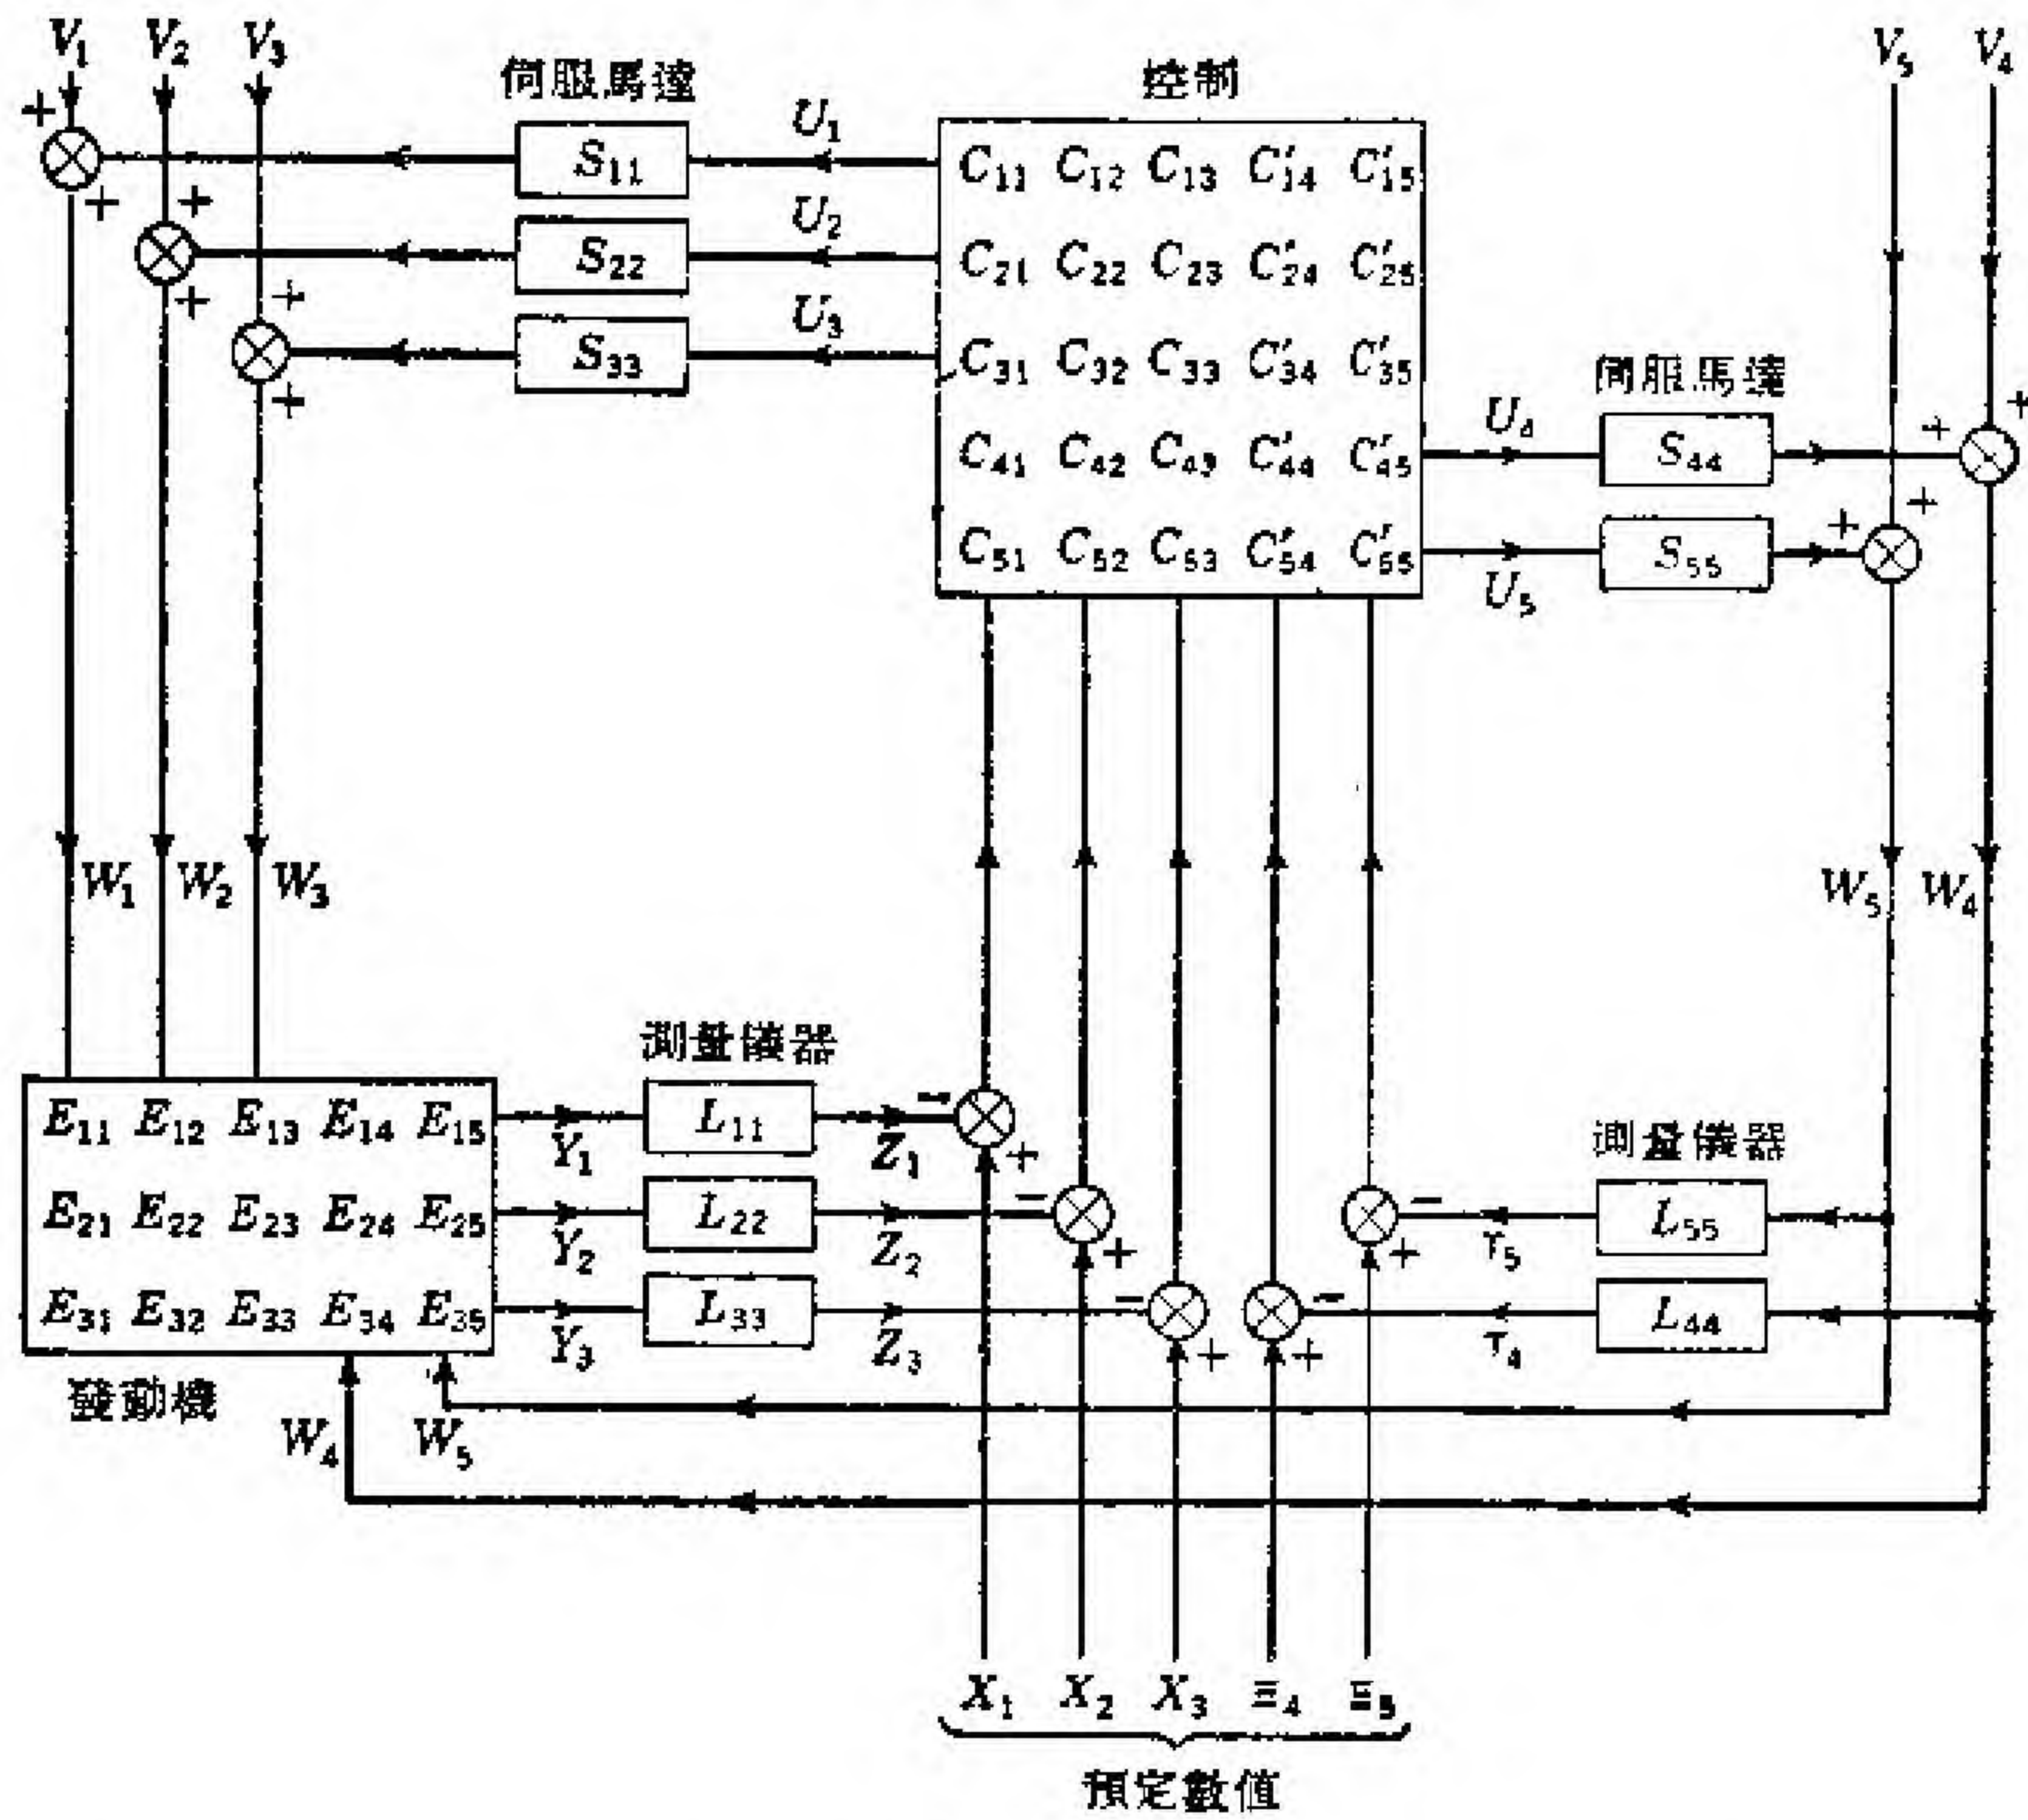 V₁ V₂ V₃ V₅ V₄
伺服馬達 控制
+ S₁₁ U₁ C₁₁ C₁₂ C₁₃ C′₁₄ C′₁₅
+ +
S₂₂ U₂ C₂₁ C₂₂ C₂₃ C′₂₄ C′₂₅
+ +
S₃₃ U₃ C₃₁ C₃₂ C₃₃ C′₃₄ C′₃₅
+ 伺服馬達
C₄₁ C₄₂ C₄₃ C′₄₄ C′₄₅ U₄ S₄₄ + +
C₅₁ C₅₂ C₅₃ C′₅₄ C′₅₅ U₅ S₅₅ + +
W₁ W₂ W₃ W₅ W₄
測量儀器 測量儀器
E₁₁ E₁₂ E₁₃ E₁₄ E₁₅ Y₁ L₁₁ Z₁ − +
E₂₁ E₂₂ E₂₃ E₂₄ E₂₅ Y₂ L₂₂ Z₂ − + + − τ₅ L₅₅
E₃₁ E₃₂ E₃₃ E₃₄ E₃₅ Y₃ L₃₃ Z₃ − + + − τ₄ L₄₄
發動機
W₄ W₅
X₁ X₂ X₃ Ξ₄ Ξ₅
預定數值